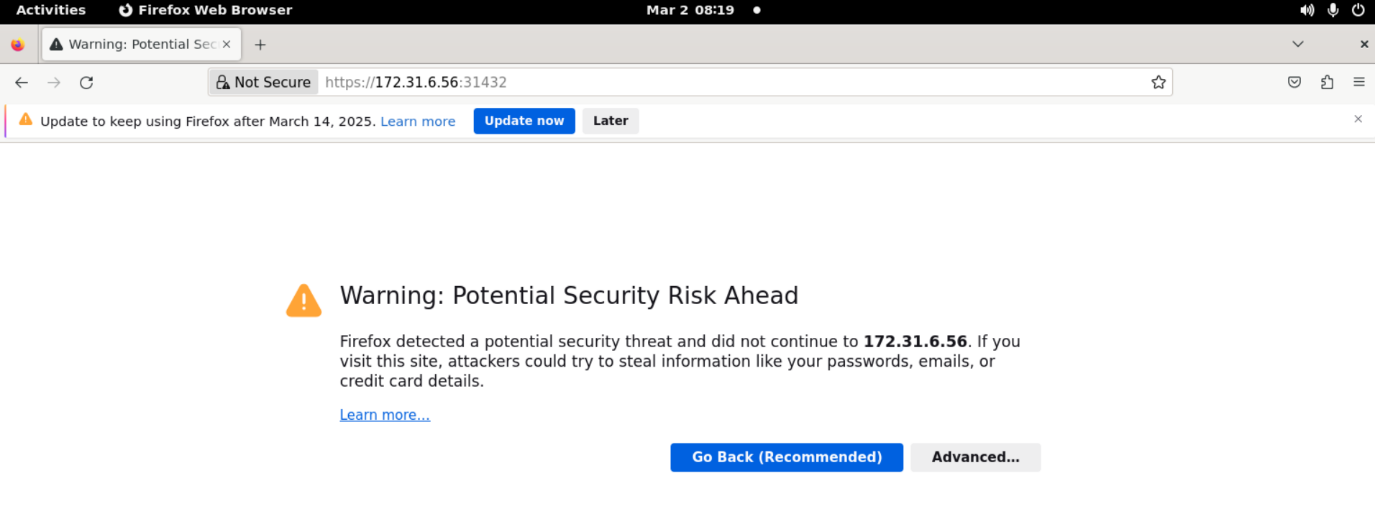 Activities Firefox Web Browser Mar 2 08:19
Warning: Potential Sec
Not Secure https://172.31.6.56:31432
Update to keep using Firefox after March 14, 2025. Learn more Update now Later
Warning: Potential Security Risk Ahead
Firefox detected a potential security threat and did not continue to 172.31.6.56. If you
visit this site, attackers could try to steal information like your passwords, emails, or
credit card details.
Learn more...
Go Back (Recommended) Advanced...